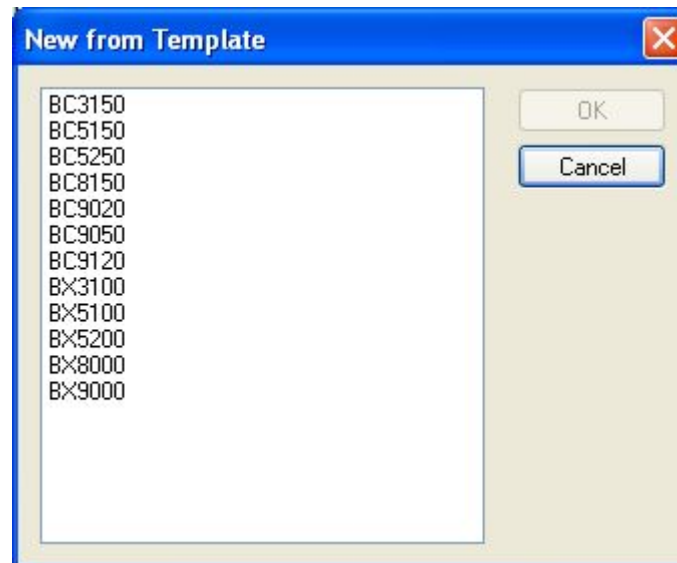 New from Template
BC3150
BC5150
BC5250
BC8150
BC9020
BC9050
BC9120
BX3100
BX5100
BX5200
BX8000
BX9000
OK
Cancel